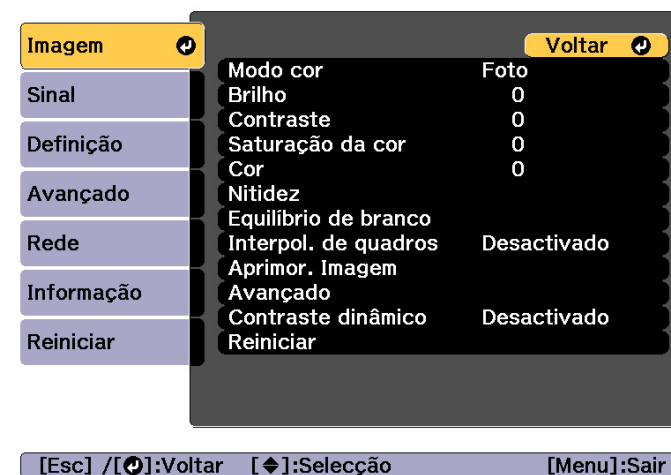 Imagem
Sinal
Definição
Avançado
Rede
Informação
Reiniciar
Voltar
Modo cor Foto
Brilho 0
Contraste 0
Saturação da cor 0
Cor 0
Nitidez
Equilíbrio de branco
Interpol. de quadros Desactivado
Aprimor. Imagem
Avançado
Contraste dinâmico Desactivado
Reiniciar
[Esc] /[⏎]:Voltar [◆]:Selecção [Menu]:Sair